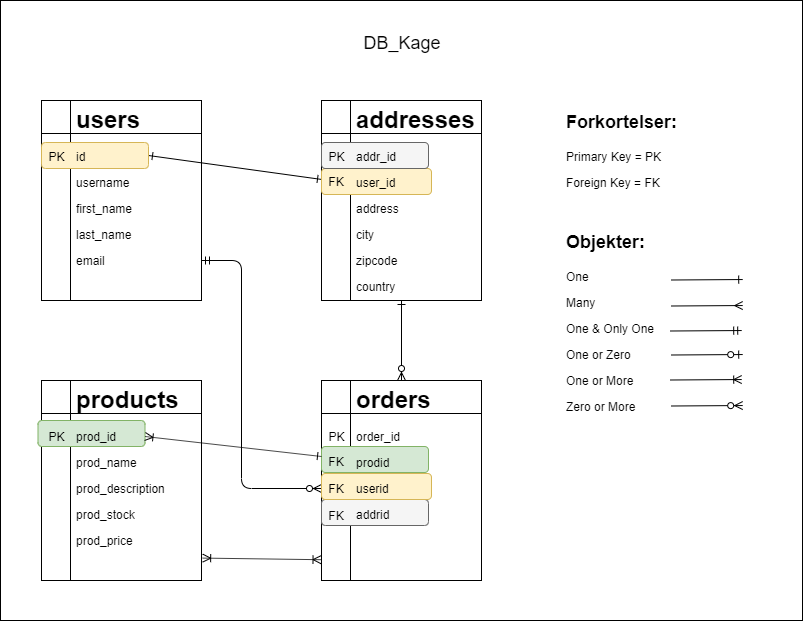 DB_Kage
users
PK id
username
first_name
last_name
email
addresses
PK addr_id
FK user_id
address
city
zipcode
country
products
PK prod_id
prod_name
prod_description
prod_stock
prod_price
orders
PK order_id
FK prodid
FK userid
FK addrid
Forkortelser:
Primary Key = PK
Foreign Key = FK
Objekter:
One
Many
One & Only One
One or Zero
One or More
Zero or More